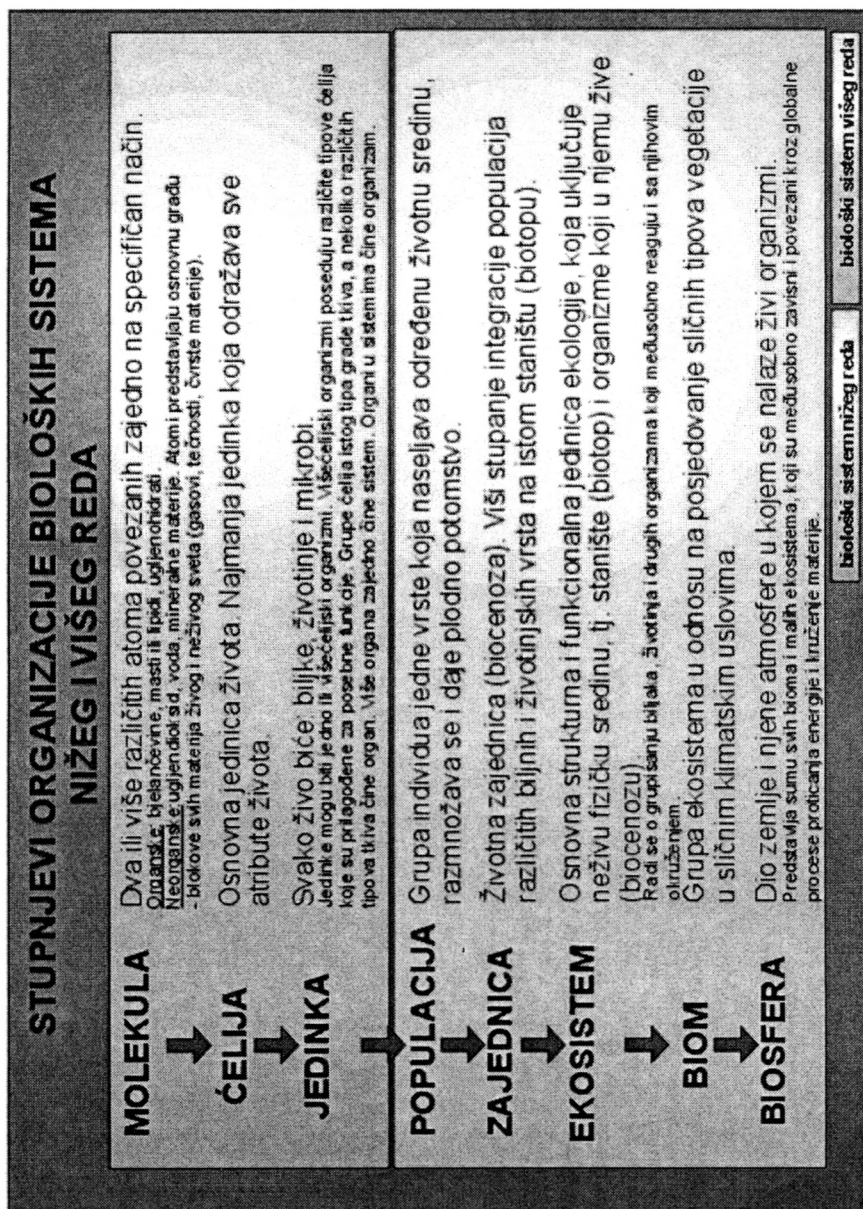 STUPNJEVI ORGANIZACIJE BIOLOŠKIH SISTEMA
NIŽEG I VIŠEG REDA
MOLEKULA
Dva ili više različitih atoma povezanih zajedno na specifičan način.
Organske: bjelančevine, masti ili lipidi, ugljenohidrati.
Neorganske: ugljendioksid, voda, mineralne materije. Atomi predstavljaju osnovnu građu
- blokove svih materija živog i neživog sveta (gasovi, tečnosti, čvrste materije).
ĆELIJA
Osnovna jedinica života. Najmanja jedinka koja odražava sve
atribute života.
JEDINKA
Svako živo biće: biljke, životinje i mikrobi.
Jedinke mogu biti jedno ili višećelijski organizmi. Višećelijski organizmi poseduju različite tipove ćelija
koje su prilagođene za posebne funkcije. Grupe ćelija istog tipa grade tkiva, a nekoliko različitih
tipova tkiva čine organ. Više organa zajedno čine sistem. Organi u sistemima čine organizam.
POPULACIJA
Grupa individua jedne vrste koja naseljava određenu životnu sredinu,
razmnožava se i daje plodno potomstvo.
ZAJEDNICA
Životna zajednica (biocenoza). Viši stupanje integracije populacija
različitih biljnih i životinjskih vrsta na istom staništu (biotopu).
EKOSISTEM
Osnovna strukturna i funkcionalna jedinica ekologije, koja uključuje
neživu fizičku sredinu, tj. stanište (biotop) i organizme koji u njemu žive
(biocenozu).
Radi se o grupisanju biljaka, životinja i drugih organizama koji međusobno reaguju i sa njihovim
okruženjem.
BIOM
Grupa ekosistema u odnosu na posjedovanje sličnih tipova vegetacije
u sličnim klimatskim uslovima.
BIOSFERA
Dio zemlje i njene atmosfere u kojem se nalaze živi organizmi.
Predstavlja sumu svih bioma i malih ekosistema, koji su međusobno zavisni i povezani kroz globalne
procese proticanja energije i kruženje materije.
biološki sistem nižeg reda
biološki sistem višeg reda